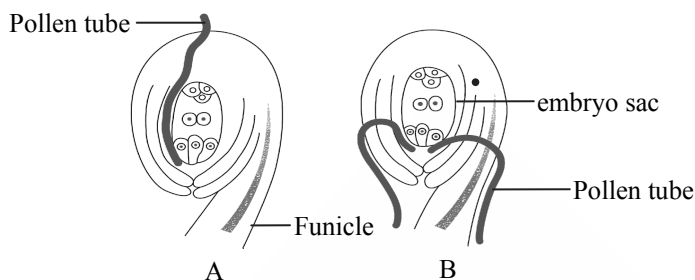 Pollen tube
embryo sac
Pollen tube
Funicle
A
B